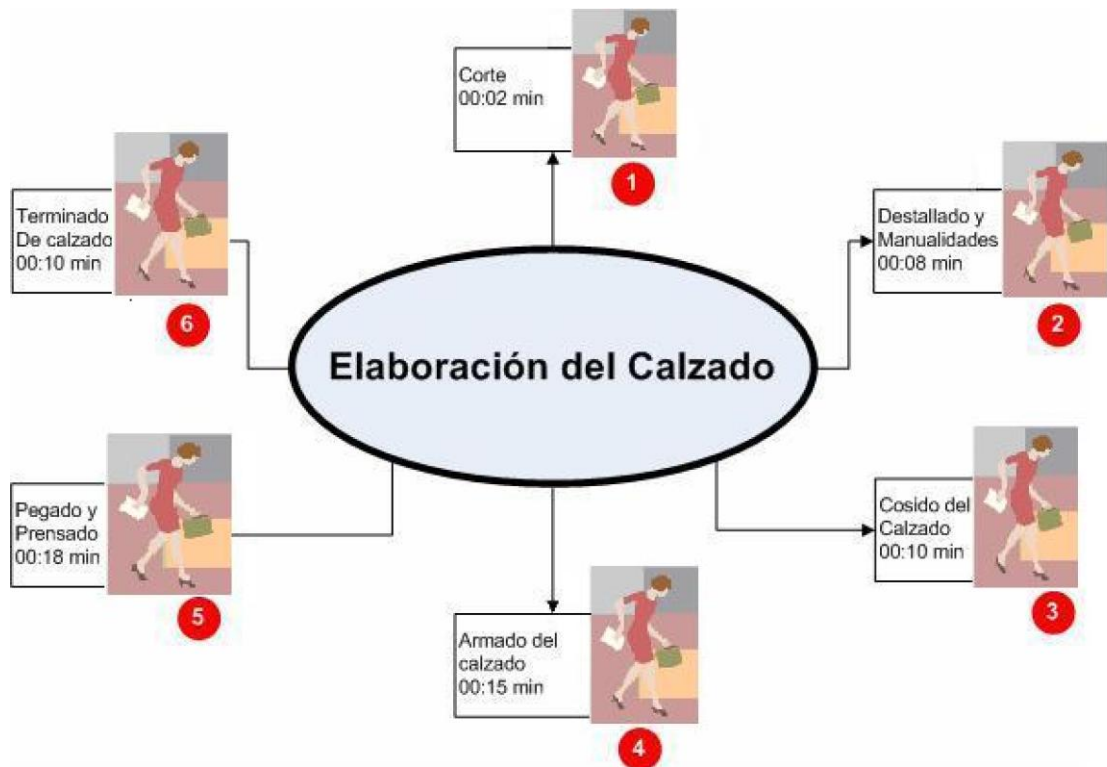 Corte
00:02 min
1
Destallado y
Manualidades
00:08 min
2
Cosido del
Calzado
00:10 min
3
Armado del
calzado
00:15 min
4
Pegado y
Prensado
00:18 min
5
Terminado
De calzado
00:10 min
6
Elaboración del Calzado